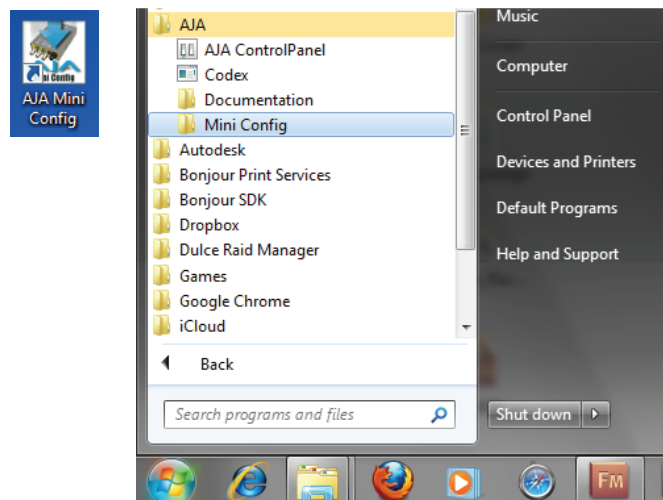 AJA Mini
Config
AJA
AJA ControlPanel
Codex
Documentation
Mini Config
Autodesk
Bonjour Print Services
Bonjour SDK
Dropbox
Dulce Raid Manager
Games
Google Chrome
iCloud
Back
Search programs and files
Music
Computer
Control Panel
Devices and Printers
Default Programs
Help and Support
Shut down
FM